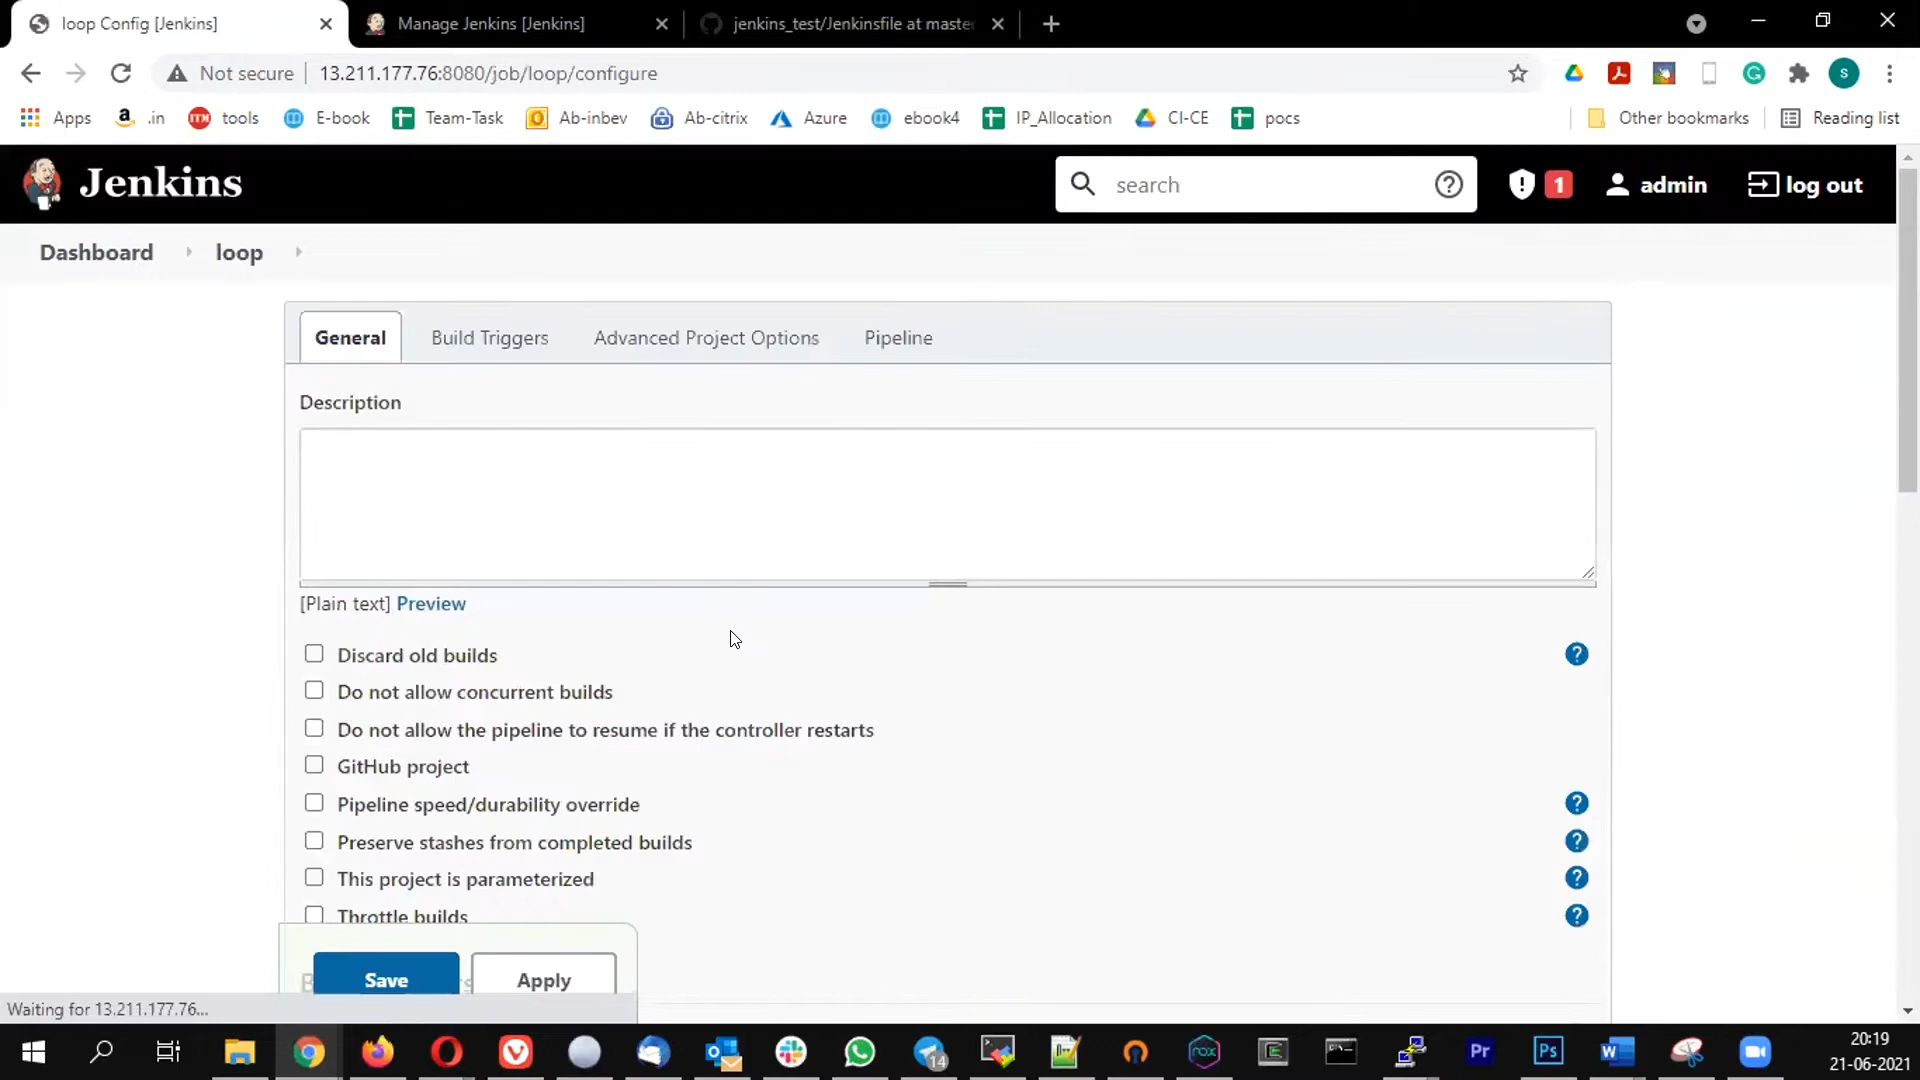 loop Config [Jenkins]
Manage Jenkins [Jenkins]
jenkins_test/Jenkinsfile at maste
Not secure
13.211.177.76:8080/job/loop/configure
S
Apps
.in
tools
E-book
Team-Task
Ab-inbev
Ab-citrix
Azure
ebook4
IP_Allocation
CI-CE
pocs
Other bookmarks
Reading list
Jenkins
search
1
admin
log out
Dashboard
loop
General
Build Triggers
Advanced Project Options
Pipeline
Description
[Plain text] Preview
Discard old builds
Do not allow concurrent builds
Do not allow the pipeline to resume if the controller restarts
GitHub project
Pipeline speed/durability override
Preserve stashes from completed builds
This project is parameterized
Throttle builds
Save
Apply
Waiting for 13.211.177.76...
14
nox
Pr
Ps
W
20:19
21-06-2021